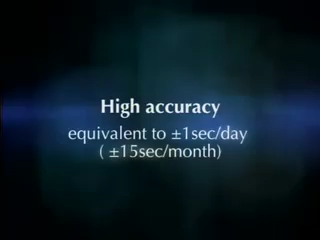 High accuracy
equivalent to ±1sec/day
( ±15sec/month)